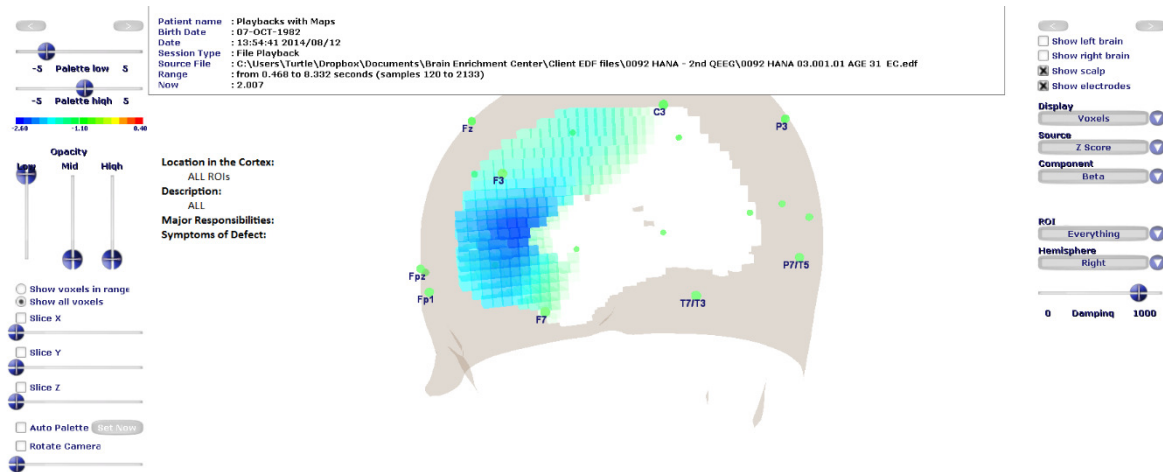 < >
-5 Palette low 5
-5 Palette high 5
-2.60 -1.10 0.40
Opacity
Low Mid High
Show voxels in range
Show all voxels
Slice X
Slice Y
Slice Z
Auto Palette Set Now
Rotate Camera
Patient name : Playbacks with Maps
Birth Date : 07-OCT-1982
Date : 13:54:41 2014/08/12
Session Type : File Playback
Source File : C:\Users\Turtle\Dropbox\Documents\Brain Enrichment Center\Client EDF files\0092 HANA - 2nd QEEG\0092 HANA 03.001.01 AGE 31 EC.edf
Range : from 0.468 to 8.332 seconds (samples 120 to 2133)
Now : 2.007
Location in the Cortex:
ALL ROIs
Description:
ALL
Major Responsibilities:
Symptoms of Defect:
C3
Fz
P3
F3
Fpz
P7/T5
Fp1
T7/T3
F7
< >
Show left brain
Show right brain
Show scalp
Show electrodes
Display
Voxels
Source
Z Score
Component
Beta
ROI
Everything
Hemisphere
Right
0 Damping 1000